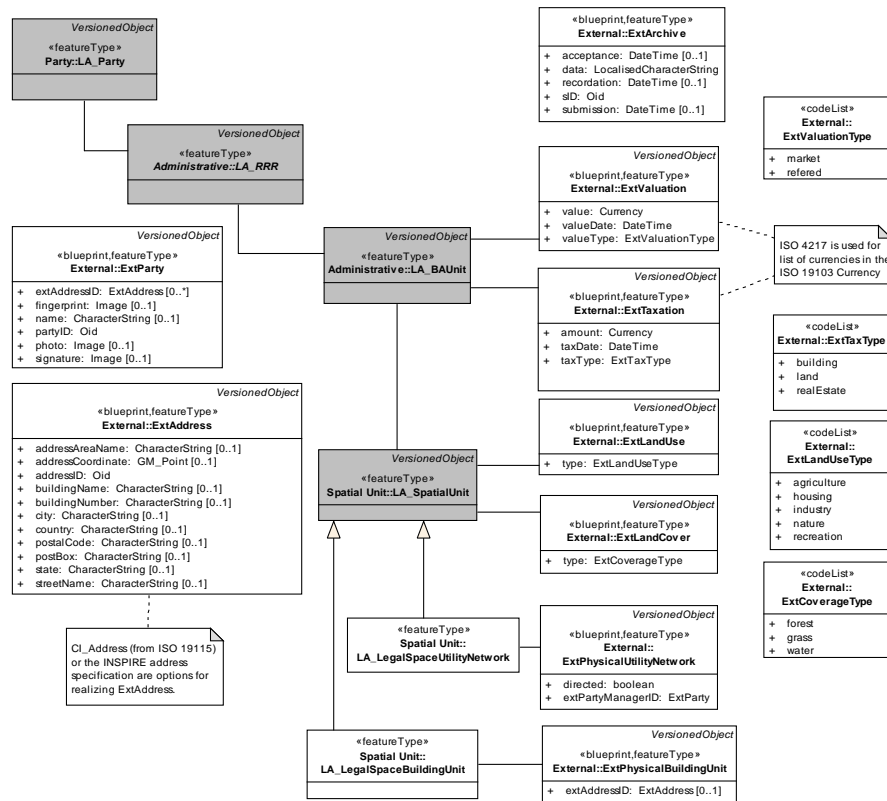 VersionedObject
«featureType»
Party::LA_Party
VersionedObject
«featureType»
Administrative::LA_RRR
VersionedObject
«blueprint,featureType»
External::ExtParty
+ extAddressID: ExtAddress [0..*]
+ fingerprint: Image [0..1]
+ name: CharacterString [0..1]
+ partyID: Oid
+ photo: Image [0..1]
+ signature: Image [0..1]
VersionedObject
«blueprint,featureType»
External::ExtAddress
+ addressAreaName: CharacterString [0..1]
+ addressCoordinate: GM_Point [0..1]
+ addressID: Oid
+ buildingName: CharacterString [0..1]
+ buildingNumber: CharacterString [0..1]
+ city: CharacterString [0..1]
+ country: CharacterString [0..1]
+ postalCode: CharacterString [0..1]
+ postBox: CharacterString [0..1]
+ state: CharacterString [0..1]
+ streetName: CharacterString [0..1]
CI_Address (from ISO 19115)
or the INSPIRE address
specification are options for
realizing ExtAddress.
VersionedObject
«featureType»
Administrative::LA_BAUnit
VersionedObject
«featureType»
Spatial Unit::LA_SpatialUnit
«featureType»
Spatial Unit::
LA_LegalSpaceUtilityNetwork
«featureType»
Spatial Unit::
LA_LegalSpaceBuildingUnit
«blueprint,featureType»
External::ExtArchive
+ acceptance: DateTime [0..1]
+ data: LocalisedCharacterString
+ recordation: DateTime [0..1]
+ sID: Oid
+ submission: DateTime [0..1]
VersionedObject
«blueprint,featureType»
External::ExtValuation
+ value: Currency
+ valueDate: DateTime
+ valueType: ExtValuationType
VersionedObject
«blueprint,featureType»
External::ExtTaxation
+ amount: Currency
+ taxDate: DateTime
+ taxType: ExtTaxType
VersionedObject
«blueprint,featureType»
External::ExtLandUse
+ type: ExtLandUseType
VersionedObject
«blueprint,featureType»
External::ExtLandCover
+ type: ExtCoverageType
VersionedObject
«blueprint,featureType»
External::
ExtPhysicalUtilityNetwork
+ directed: boolean
+ extPartyManagerID: ExtParty
VersionedObject
«blueprint,featureType»
External::ExtPhysicalBuildingUnit
+ extAddressID: ExtAddress [0..1]
«codeList»
External::
ExtValuationType
+ market
+ refered
ISO 4217 is used for
list of currencies in the
ISO 19103 Currency
«codeList»
External::ExtTaxType
+ building
+ land
+ realEstate
«codeList»
External::
ExtLandUseType
+ agriculture
+ housing
+ industry
+ nature
+ recreation
«codeList»
External::
ExtCoverageType
+ forest
+ grass
+ water